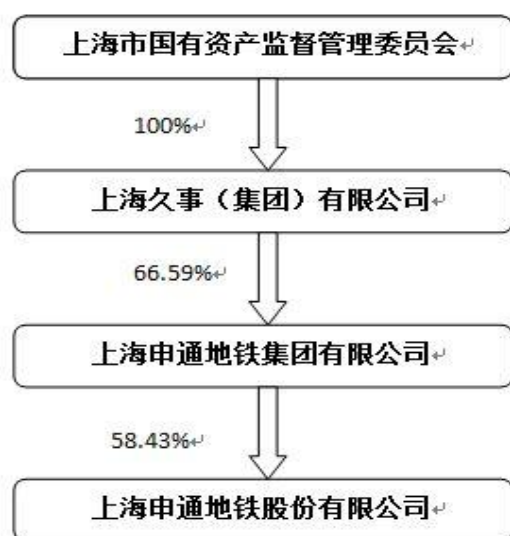 上海市国有资产监督管理委员会
100%
上海久事（集团）有限公司
66.59%
上海申通地铁集团有限公司
58.43%
上海申通地铁股份有限公司